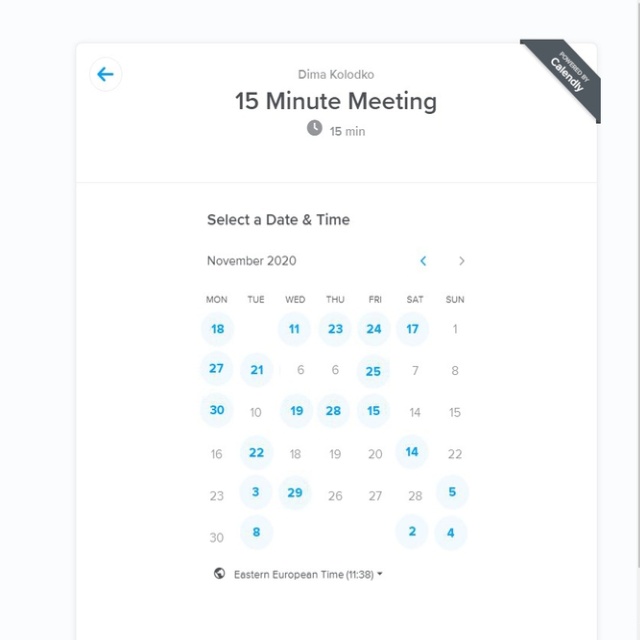 POWERED BY
Calendly
Dima Kolodko
15 Minute Meeting
15 min
Select a Date & Time
November 2020
MON TUE WED THU FRI SAT SUN
18 11 23 24 17 1
27 21 6 6 25 7 8
30 10 19 28 15 14 15
16 22 18 19 20 14 22
23 3 29 26 27 28 5
30 8 2 4
Eastern European Time (11:38)